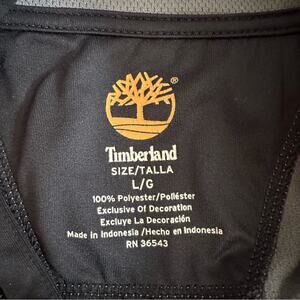 ®
Timberland
SIZE/TALLA
L/G
100% Polyester/Poliéster
Exclusive of Decoration
Excluye La Decoración
Made in Indonesia /Hecho en Indonesia
RN 36543